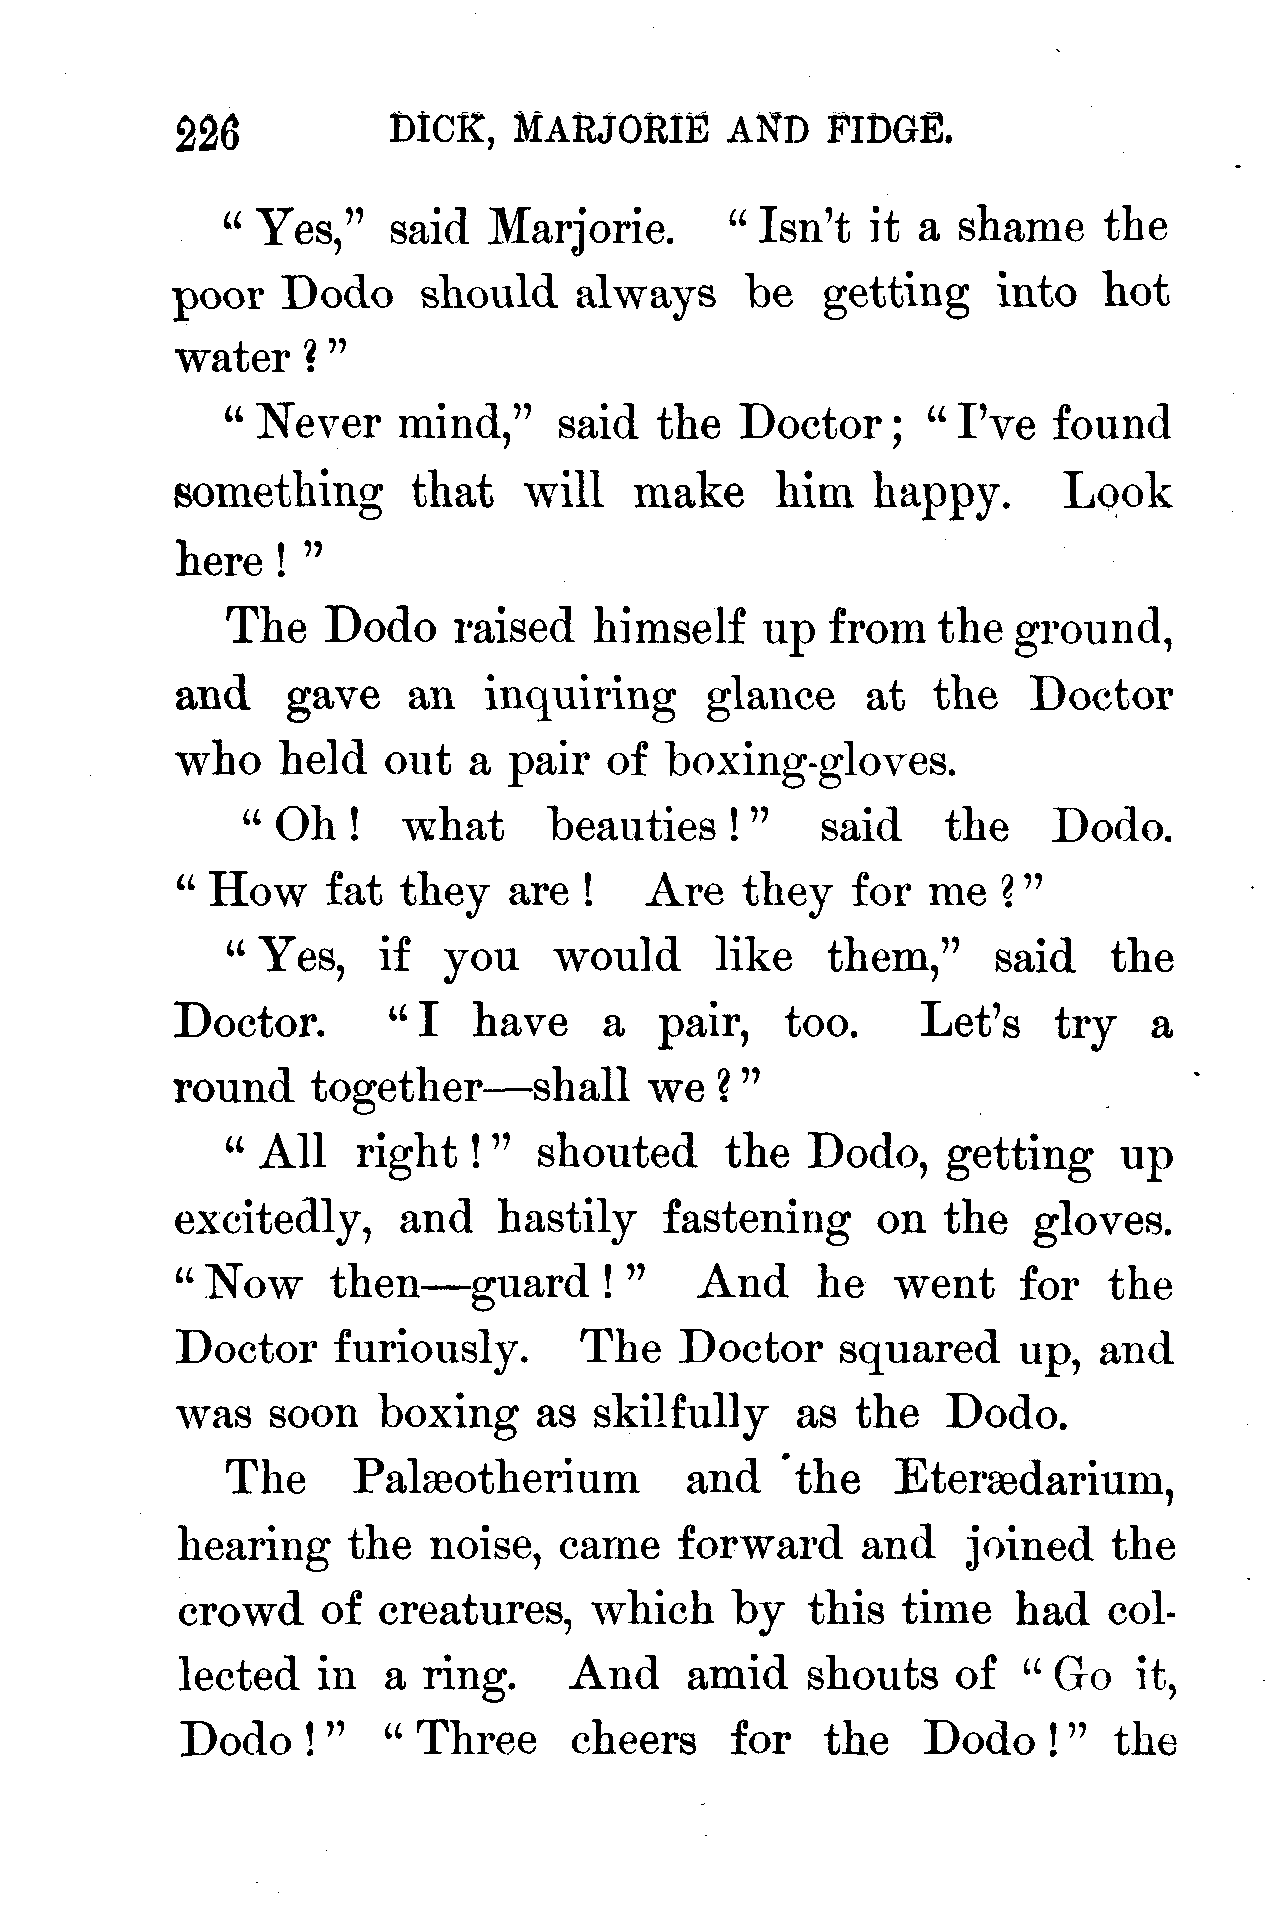 226 DICK, MARJORIE AND FIDGE.
“ Yes,” said Marjorie. “ Isn’t it a shame the
poor Dodo should always be getting into hot
water ? ”
“ Never mind,” said the Doctor ; “ I’ve found
something that will make him happy. Look
here ! ”
The Dodo raised himself up from the ground,
and gave an inquiring glance at the Doctor
who held out a pair of boxing-gloves.
“ Oh ! what beauties ! ” said the Dodo.
“ How fat they are ! Are they for me ? ”
“ Yes, if you would like them,” said the
Doctor. “ I have a pair, too. Let’s try a
round together—shall we ? ”
“ All right ! ” shouted the Dodo, getting up
excitedly, and hastily fastening on the gloves.
“ Now then—guard ! ” And he went for the
Doctor furiously. The Doctor squared up, and
was soon boxing as skilfully as the Dodo.
The Palæotherium and the Eteræedarium,
hearing the noise, came forward and joined the
crowd of creatures, which by this time had col-
lected in a ring. And amid shouts of “ Go it,
Dodo ! ” “ Three cheers for the Dodo ! ” the